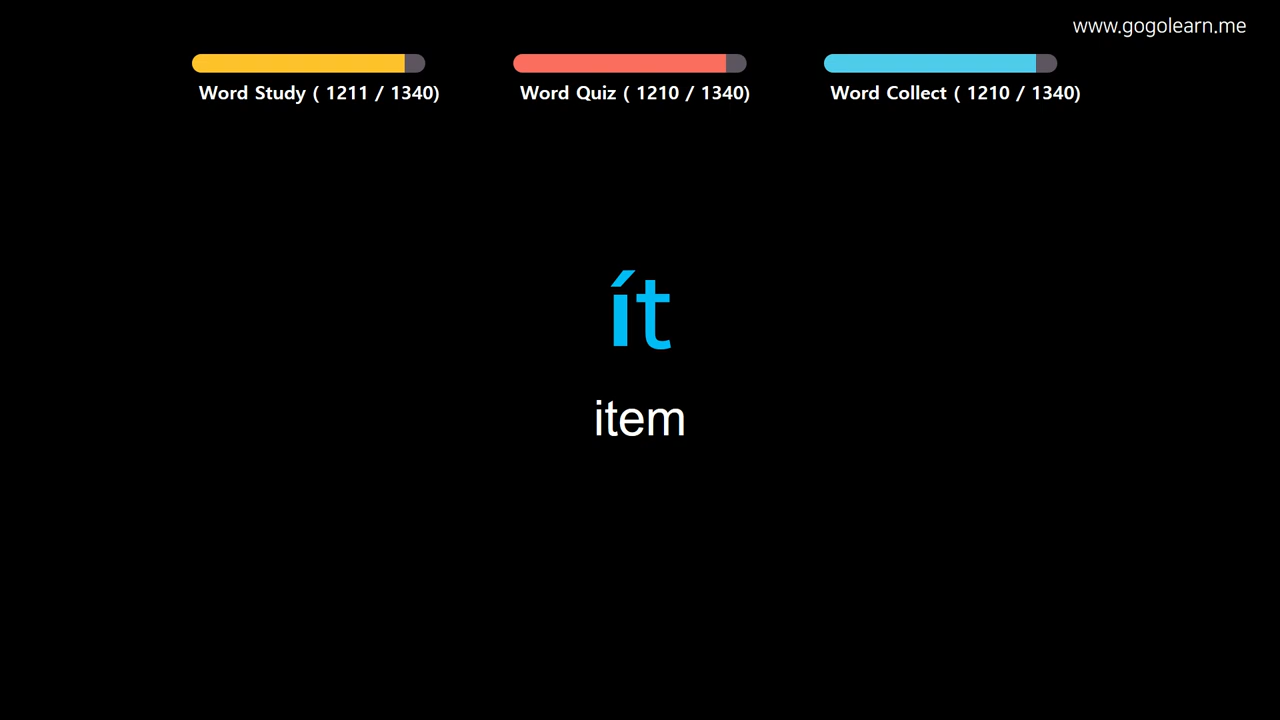 www.gogolearn.me
Word Study ( 1211 / 1340)
Word Quiz ( 1210 / 1340)
Word Collect ( 1210 / 1340)
ít
item